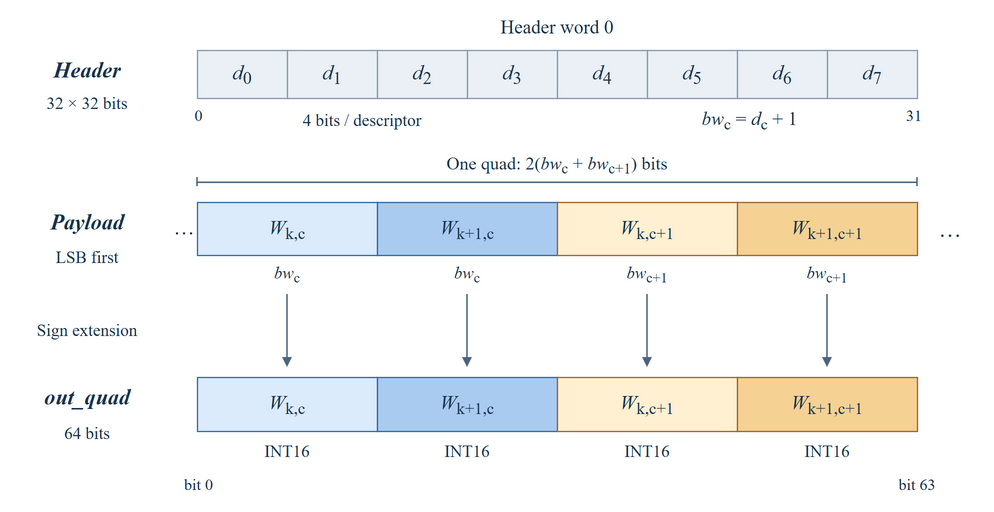 Header word 0
Header
32 × 32 bits
d0 d1 d2 d3 d4 d5 d6 d7
0 4 bits / descriptor bwc = dc + 1 31
One quad: 2(bwc + bwc+1) bits
Payload
LSB first
… Wk,c Wk+1,c Wk,c+1 Wk+1,c+1 …
bwc bwc bwc+1 bwc+1
Sign extension
out_quad
64 bits
Wk,c Wk+1,c Wk,c+1 Wk+1,c+1
INT16 INT16 INT16 INT16
bit 0 bit 63